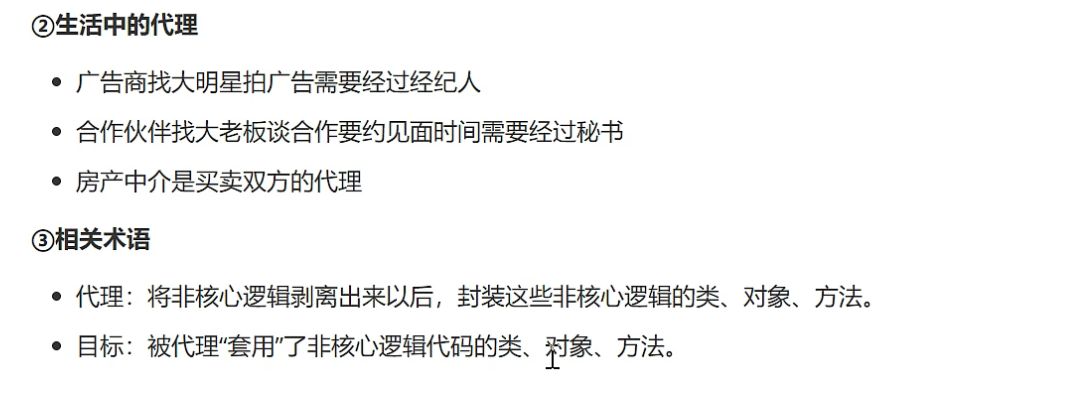 ②生活中的代理
广告商找大明星拍广告需要经过经纪人
合作伙伴找大老板谈合作要约见面时间需要经过秘书
房产中介是买卖双方的代理
③相关术语
代理：将非核心逻辑剥离出来以后，封装这些非核心逻辑的类、对象、方法。
目标：被代理“套用”了非核心逻辑代码的类、对象、方法。